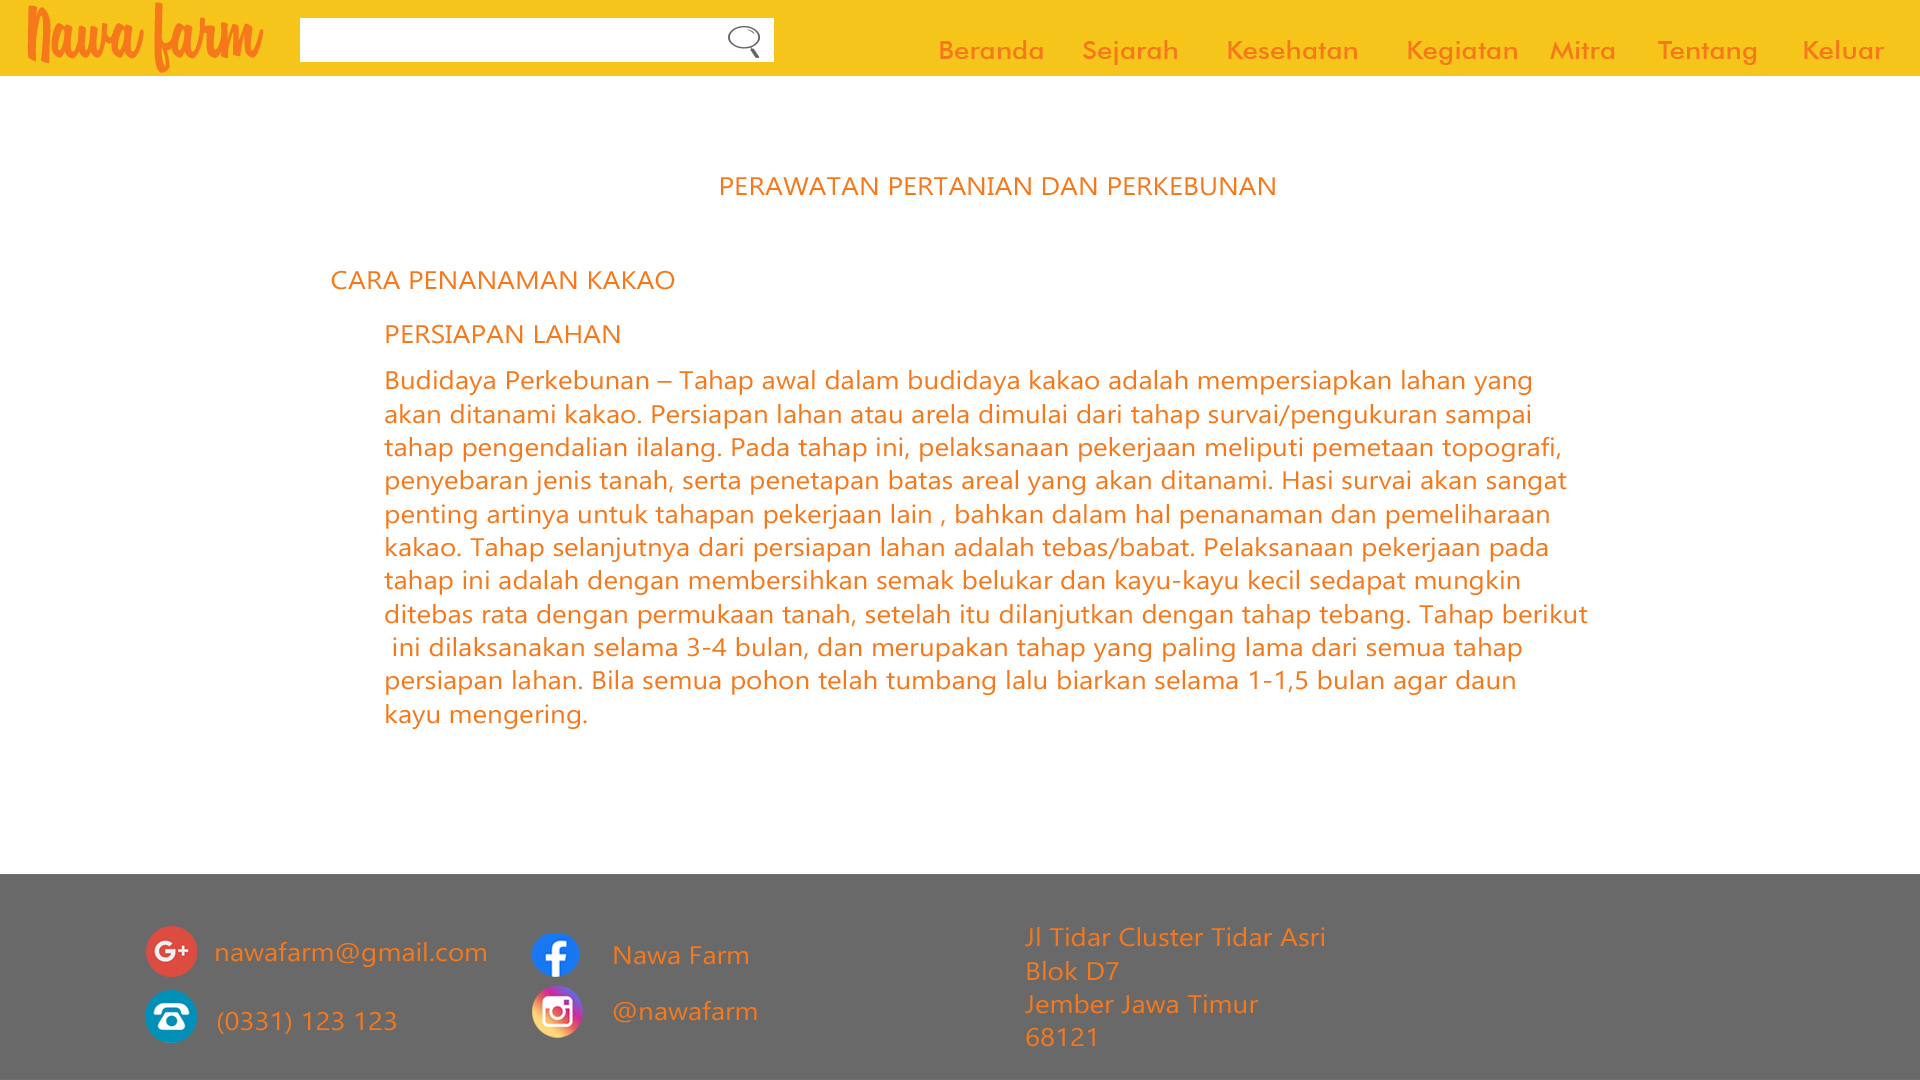 Nawa farm
Beranda Sejarah Kesehatan Kegiatan Mitra Tentang Keluar
PERAWATAN PERTANIAN DAN PERKEBUNAN
CARA PENANAMAN KAKAO
PERSIAPAN LAHAN
Budidaya Perkebunan – Tahap awal dalam budidaya kakao adalah mempersiapkan lahan yang
akan ditanami kakao. Persiapan lahan atau arela dimulai dari tahap survai/pengukuran sampai
tahap pengendalian ilalang. Pada tahap ini, pelaksanaan pekerjaan meliputi pemetaan topografi,
penyebaran jenis tanah, serta penetapan batas areal yang akan ditanami. Hasi survai akan sangat
penting artinya untuk tahapan pekerjaan lain , bahkan dalam hal penanaman dan pemeliharaan
kakao. Tahap selanjutnya dari persiapan lahan adalah tebas/babat. Pelaksanaan pekerjaan pada
tahap ini adalah dengan membersihkan semak belukar dan kayu-kayu kecil sedapat mungkin
ditebas rata dengan permukaan tanah, setelah itu dilanjutkan dengan tahap tebang. Tahap berikut
ini dilaksanakan selama 3-4 bulan, dan merupakan tahap yang paling lama dari semua tahap
persiapan lahan. Bila semua pohon telah tumbang lalu biarkan selama 1-1,5 bulan agar daun
kayu mengering.
G+ nawafarm@gmail.com
(0331) 123 123
f Nawa Farm
@nawafarm
Jl Tidar Cluster Tidar Asri
Blok D7
Jember Jawa Timur
68121